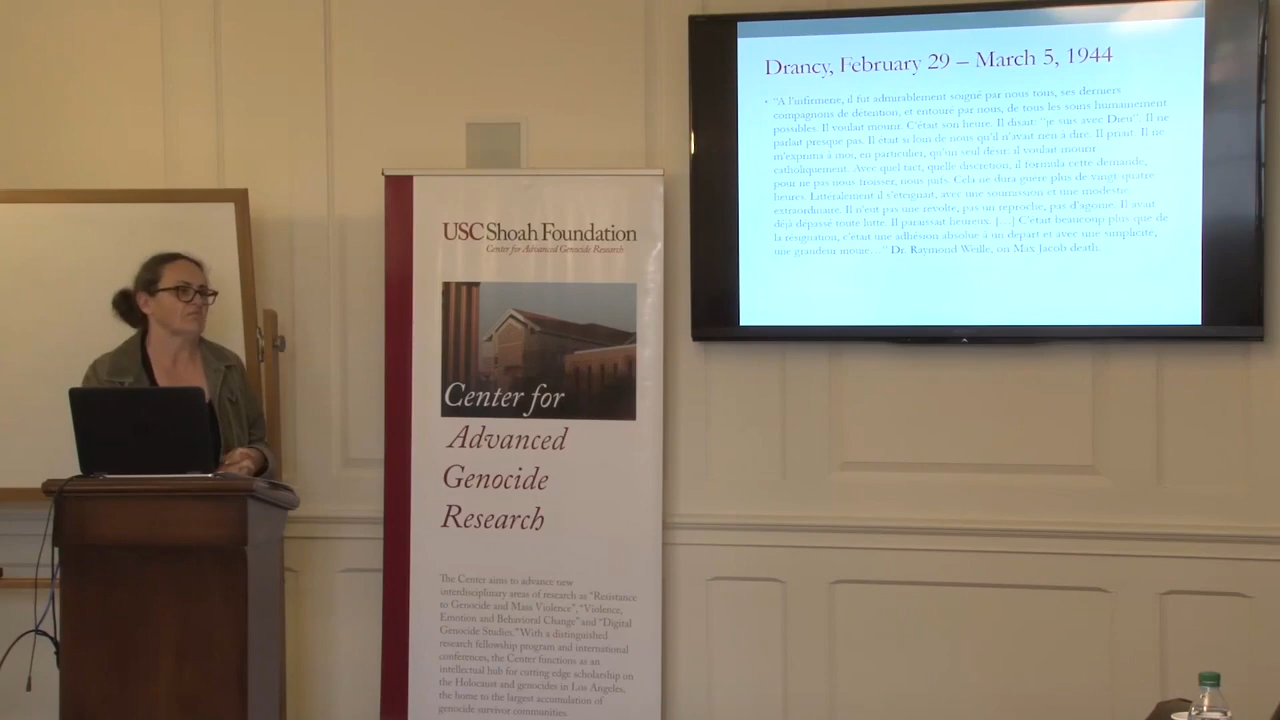 Drancy, February 29 – March 5, 1944
• "A l'infirmerie, il fut admirablement soigné par nous tous, ses derniers
compagnons de détention, et entouré par nous, de tous les soins humainement
possibles. Il voulait mourir. C'était son heure. Il disait: "je suis avec Dieu". Il ne
parlait presque pas. Il était si loin de nous qu'il n'avait rien à dire. Il priait. Il ne
m'exprima à moi, en particulier, qu'un seul désir: il voulait mourir
catholiquement. Avec quel tact, quelle discretion, il formula cette demande,
pour ne pas nous froisser, nous juifs. Cela ne dura guère plus de vingt-quatre
heures. Littéralement il s'éteignait, avec une soumission et une modestie
extraordinaire. Il n'eut pas une révolte, pas un reproche, pas d'agonie. Il avait
déjà dépassé toute lutte. Il paraissait heureux. [...] C'était beaucoup plus que de
la résignation, c'était une adhésion absolue à un départ et avec une simplicité,
une grandeur inouïe…" Dr. Raymond Weille, on Max Jacob death.
USC Shoah Foundation
Center for Advanced Genocide Research
Center for
Advanced
Genocide
Research
The Center aims to advance new
interdisciplinary areas of research as "Resistance
to Genocide and Mass Violence", "Violence,
Emotion and Behavioral Change" and "Digital
Genocide Studies." With a distinguished
research fellowship program and international
conferences, the Center functions as an
intellectual hub for cutting edge scholarship on
the Holocaust and genocides in Los Angeles,
the home to the largest accumulation of
genocide survivor communities